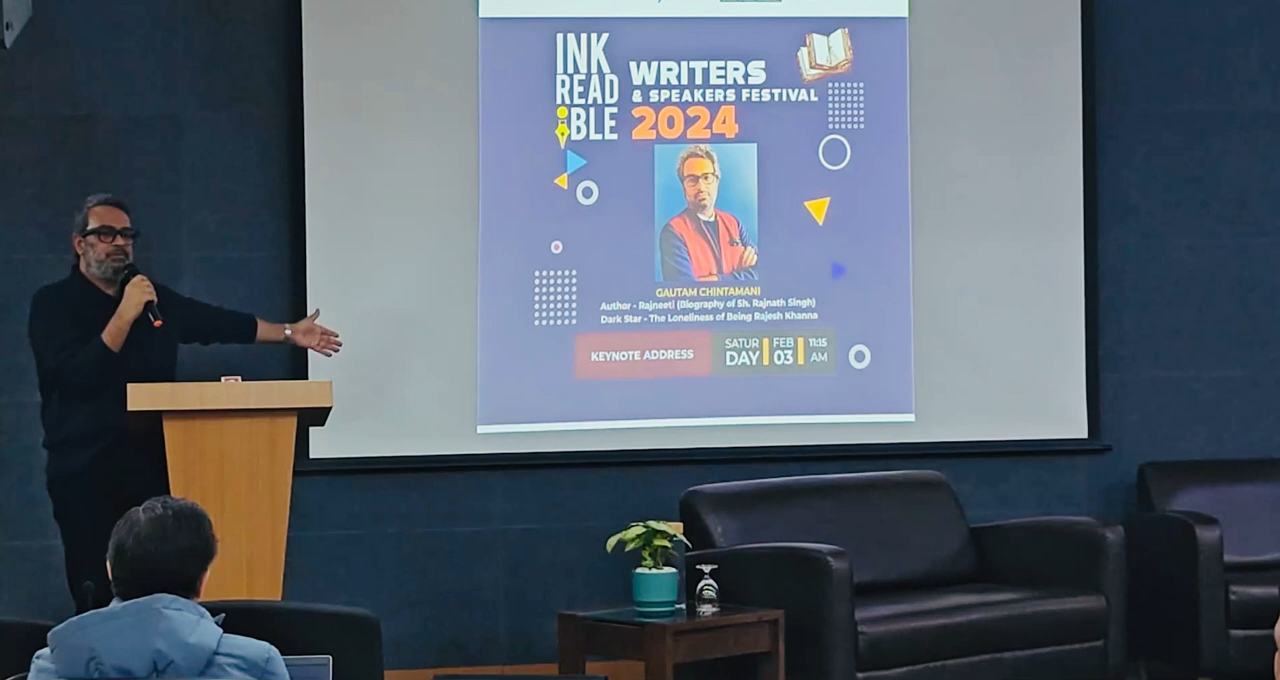 INK
READ
iBLE
WRITERS
& SPEAKERS FESTIVAL
2024
GAUTAM CHINTAMANI
Author - Rajneeti (Biography of Sh. Rajnath Singh)
Dark Star - The Loneliness of Being Rajesh Khanna
KEYNOTE ADDRESS
SATUR
DAY
FEB
03
11:15
AM